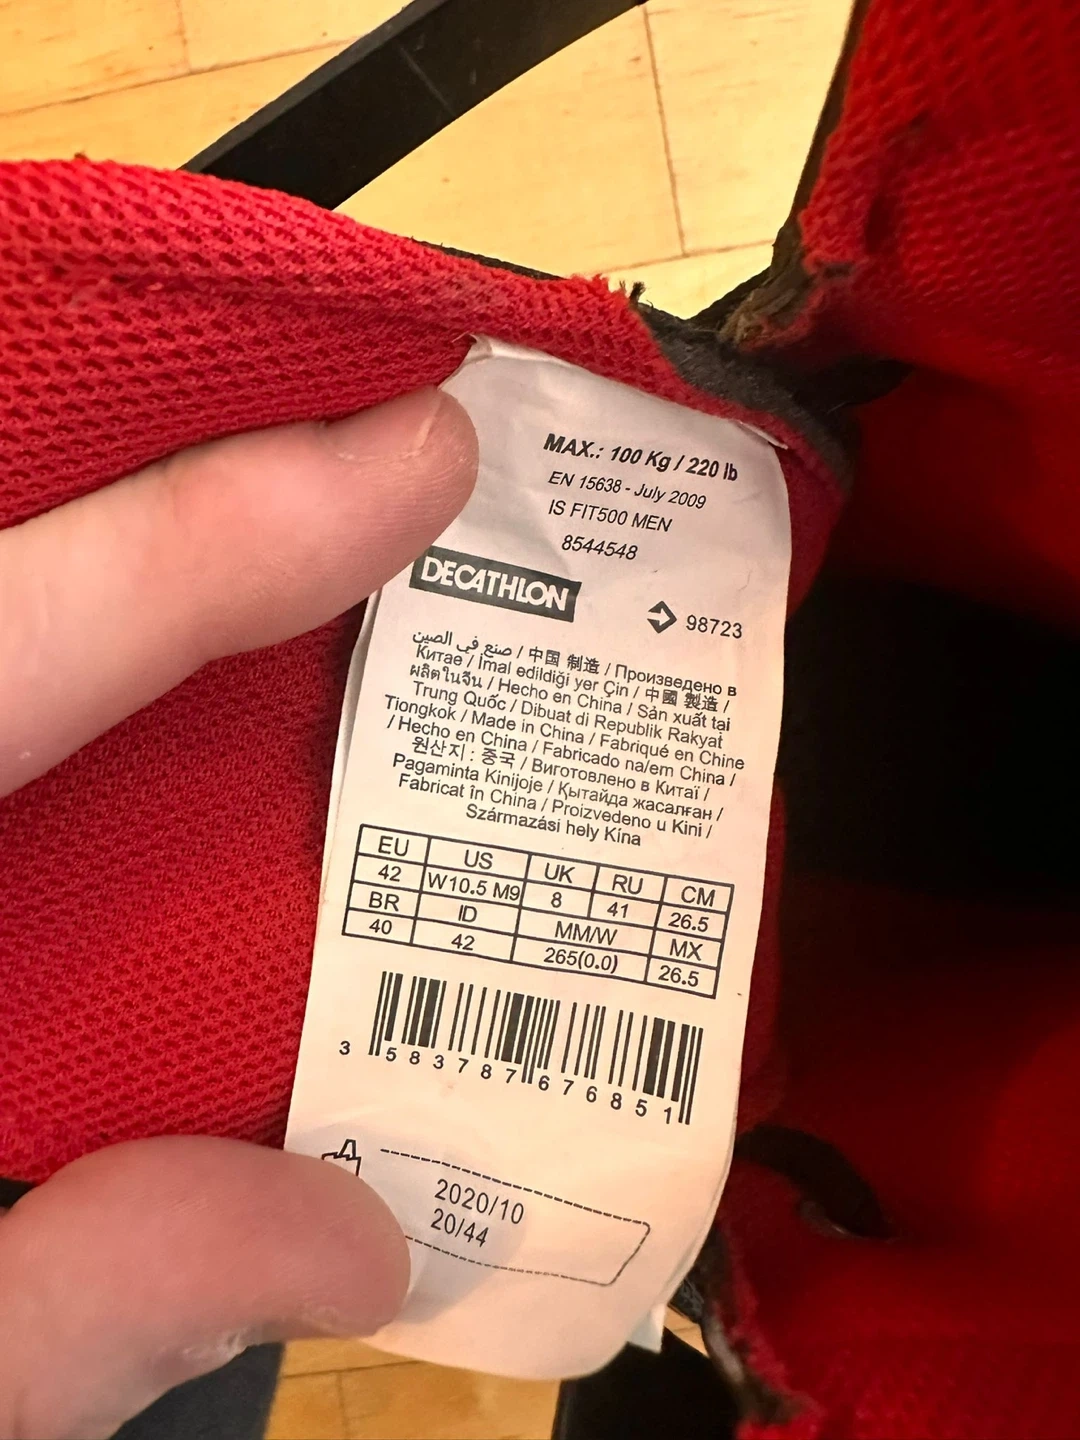 MAX.: 100 Kg / 220 lb
EN 15638 - July 2009
IS FIT500 MEN
8544548
DECATHLON
98723
صنع في الصين / 中国 制造 / Произведено в
Китае / İmal edildiği yer Çin / 中國 製造 /
ผลิตในจีน / Hecho en China / Sản xuất tại
Trung Quốc / Dibuat di Republik Rakyat
Tiongkok / Made in China / Fabriqué en Chine
/ Hecho en China / Fabricado na/em China /
원산지 : 중국 / Виготовлено в Китаї /
Pagaminta Kinijoje / Қытайда жасалған /
Fabricat în China / Proizvedeno u Kini /
Származási hely Kína
EU US UK RU CM
42 W10.5 M9 8 41 26.5
BR ID MM/W MX
40 42 265(0.0) 26.5
3 583787 676851
2020/10
20/44